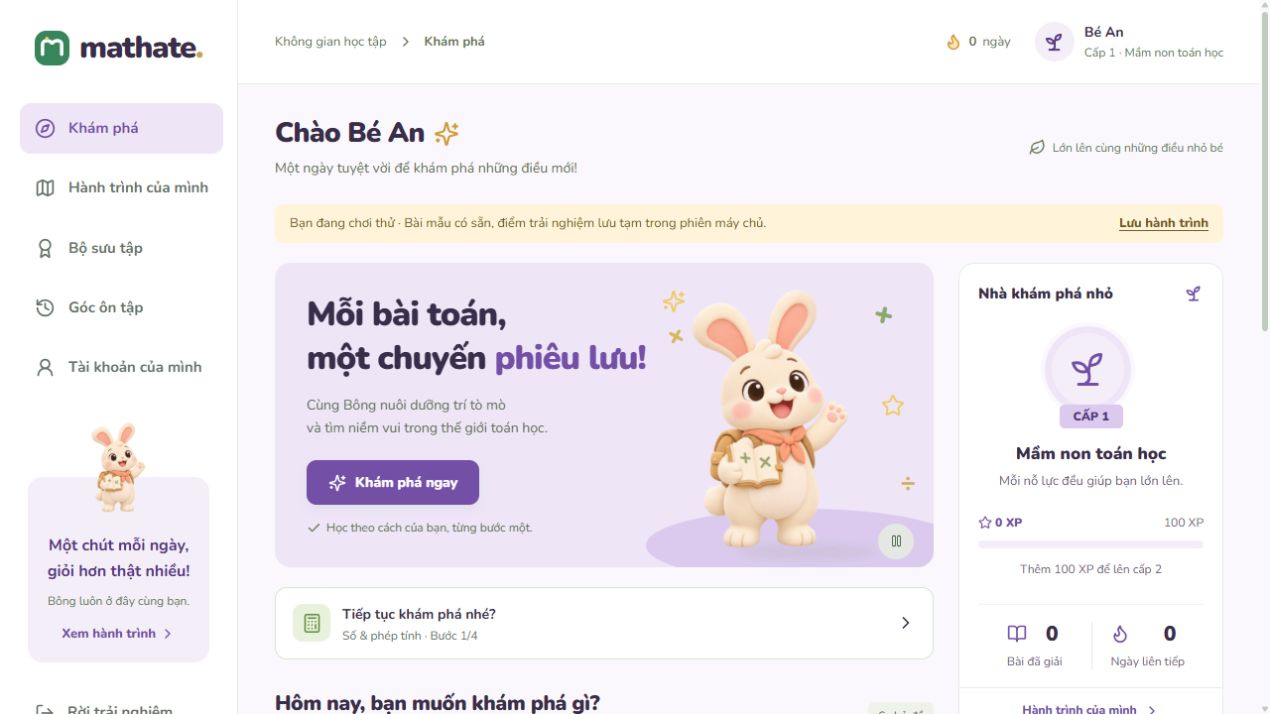 mathate.
Khám phá
Hành trình của mình
Bộ sưu tập
Góc ôn tập
Tài khoản của mình
Một chút mỗi ngày,
giỏi hơn thật nhiều!
Bông luôn ở đây cùng bạn.
Xem hành trình
Rời trải nghiệm
Không gian học tập > Khám phá
0 ngày
Bé An
Cấp 1 · Mầm non toán học
Chào Bé An
Một ngày tuyệt vời để khám phá những điều mới!
Lớn lên cùng những điều nhỏ bé
Bạn đang chơi thử · Bài mẫu có sẵn, điểm trải nghiệm lưu tạm trong phiên máy chủ.
Lưu hành trình
Mỗi bài toán,
một chuyến phiêu lưu!
Cùng Bông nuôi dưỡng trí tò mò
và tìm niềm vui trong thế giới toán học.
Khám phá ngay
Học theo cách của bạn, từng bước một.
Tiếp tục khám phá nhé?
Số & phép tính · Bước 1/4
Hôm nay, bạn muốn khám phá gì?
Nhà khám phá nhỏ
CẤP 1
Mầm non toán học
Mỗi nỗ lực đều giúp bạn lớn lên.
0 XP
100 XP
Thêm 100 XP để lên cấp 2
0
Bài đã giải
0
Ngày liên tiếp
Hành trình của mình